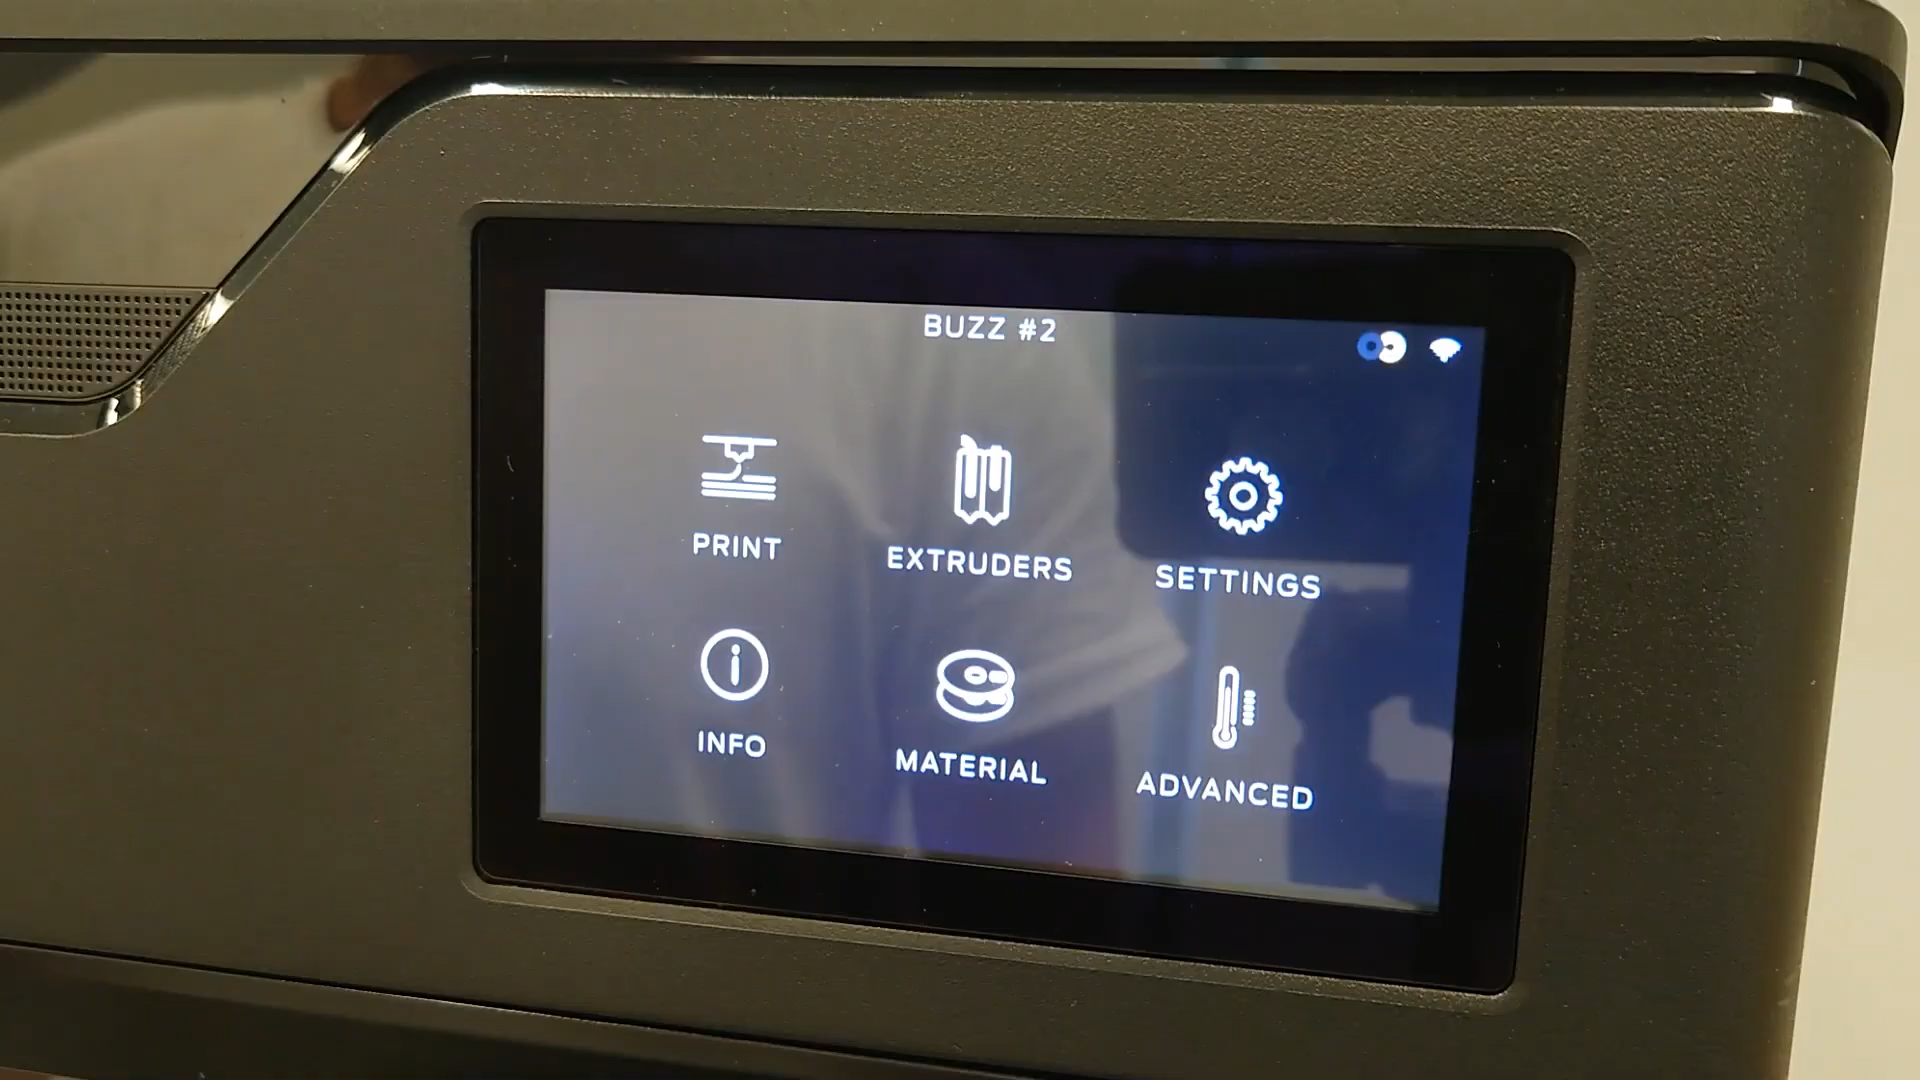 BUZZ #2
PRINT
EXTRUDERS
SETTINGS
INFO
MATERIAL
ADVANCED